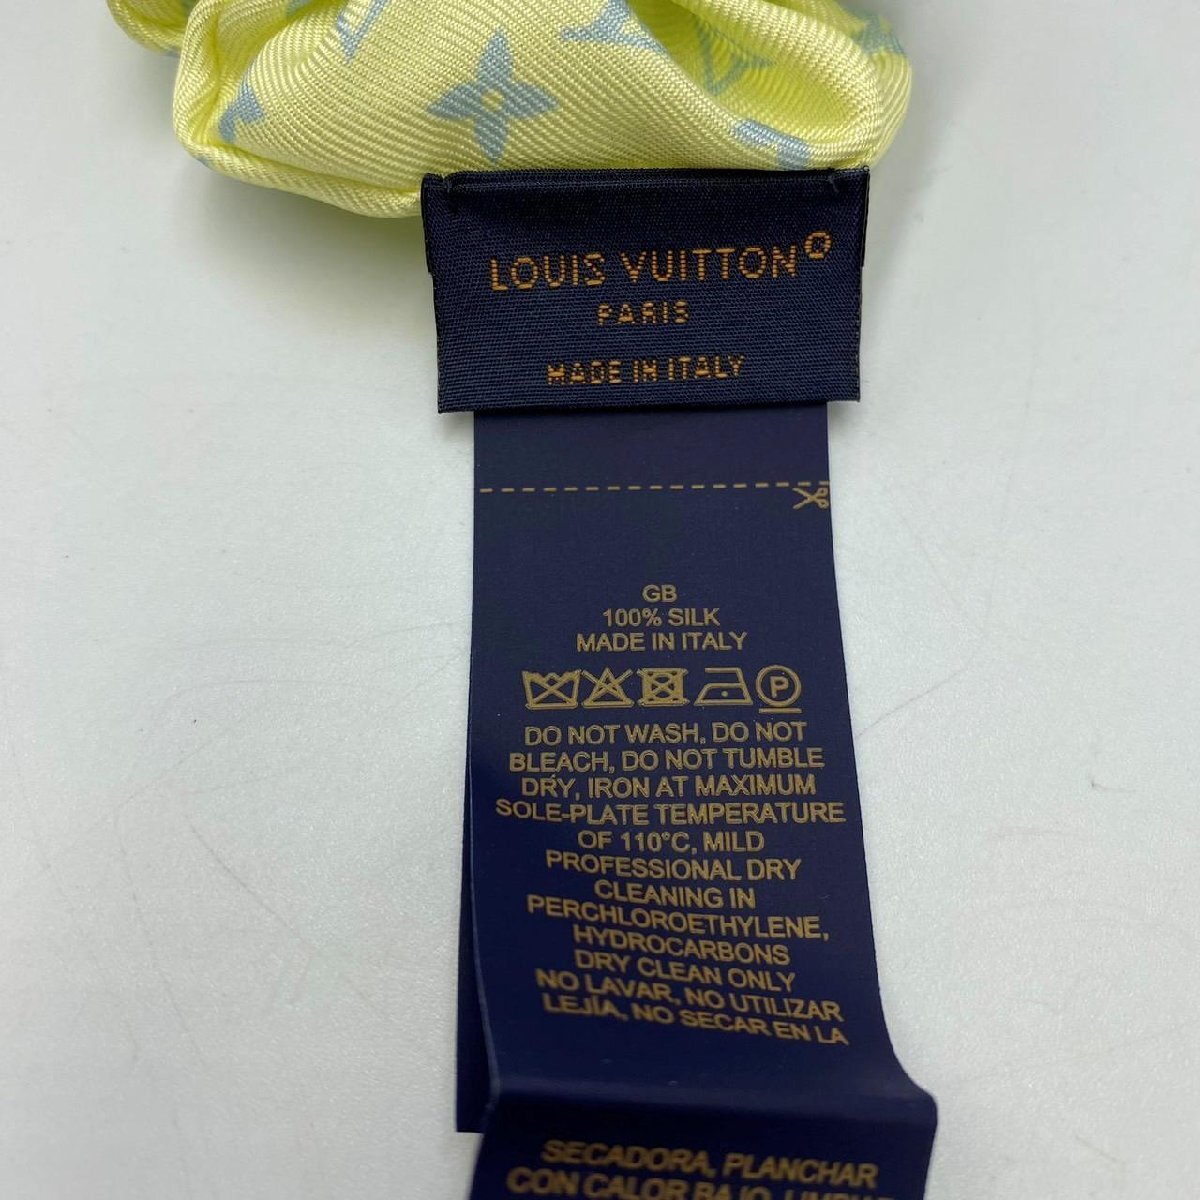 LOUIS VUITTON®
PARIS
MADE IN ITALY
GB
100% SILK
MADE IN ITALY
P
DO NOT WASH, DO NOT
BLEACH, DO NOT TUMBLE
DRY, IRON AT MAXIMUM
SOLE-PLATE TEMPERATURE
OF 110°C, MILD
PROFESSIONAL DRY
CLEANING IN
PERCHLOROETHYLENE,
HYDROCARBONS
DRY CLEAN ONLY
NO LAVAR, NO UTILIZAR
LEJÍA, NO SECAR EN LA
SECADORA, PLANCHAR
CON CALOR BAJO, LIMPIAR